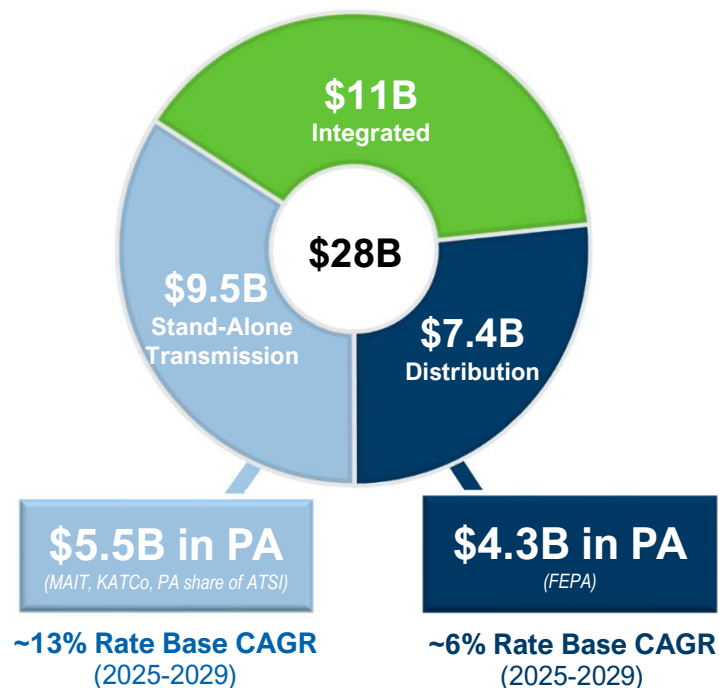 $11B
Integrated
$28B
$9.5B
Stand-Alone
Transmission
$7.4B
Distribution
$5.5B in PA
(MAIT, KATCo, PA share of ATSI)
~13% Rate Base CAGR
(2025-2029)
$4.3B in PA
(FEPA)
~6% Rate Base CAGR
(2025-2029)